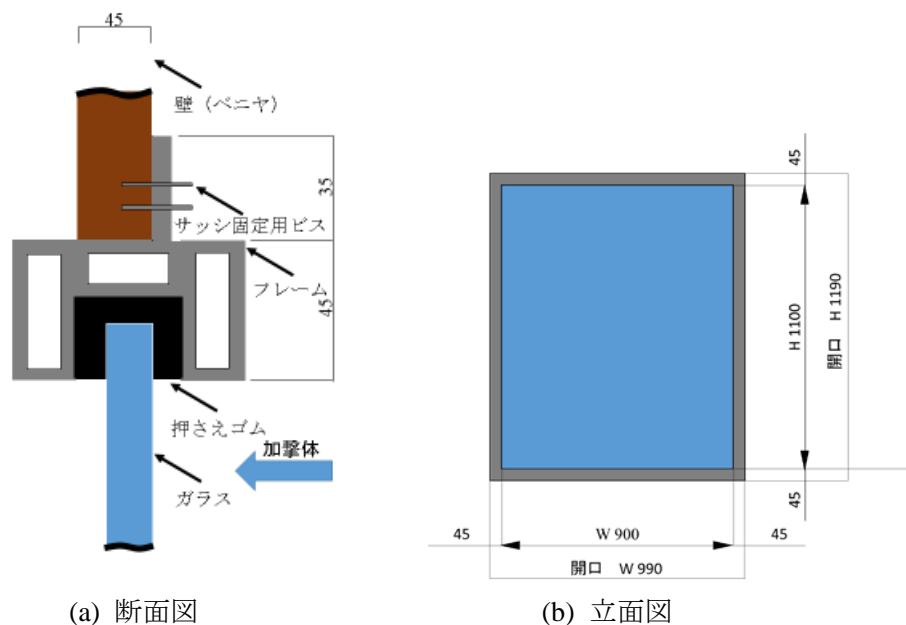 45
壁（ベニヤ）
35
サッシ固定用ビス
フレーム
45
押さえゴム
加撃体
ガラス
(a) 断面図
45
H 1100
開口 H 1190
45
45
W 900
45
開口 W 990
(b) 立面図